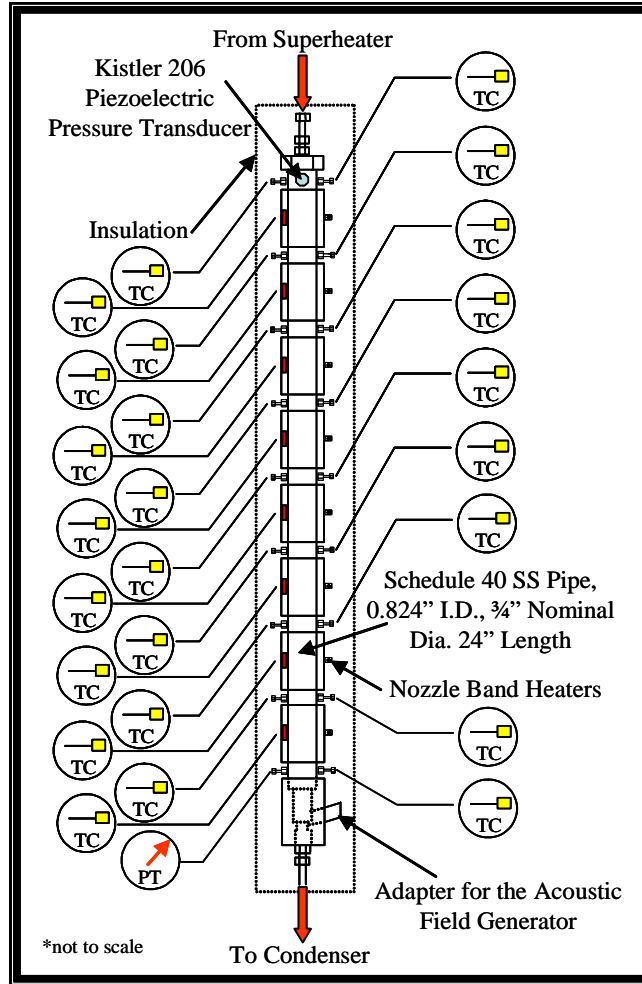 From Superheater
Kistler 206
Piezoelectric
Pressure Transducer
TC
TC
Insulation
TC
TC
TC
TC
TC
TC
TC
TC
TC
TC
TC
TC
TC
TC
Schedule 40 SS Pipe,
0.824” I.D., ¾” Nominal
Dia. 24” Length
TC
TC
TC
Nozzle Band Heaters
TC
TC
TC
TC
TC
TC
PT
Adapter for the Acoustic
Field Generator
*not to scale
To Condenser